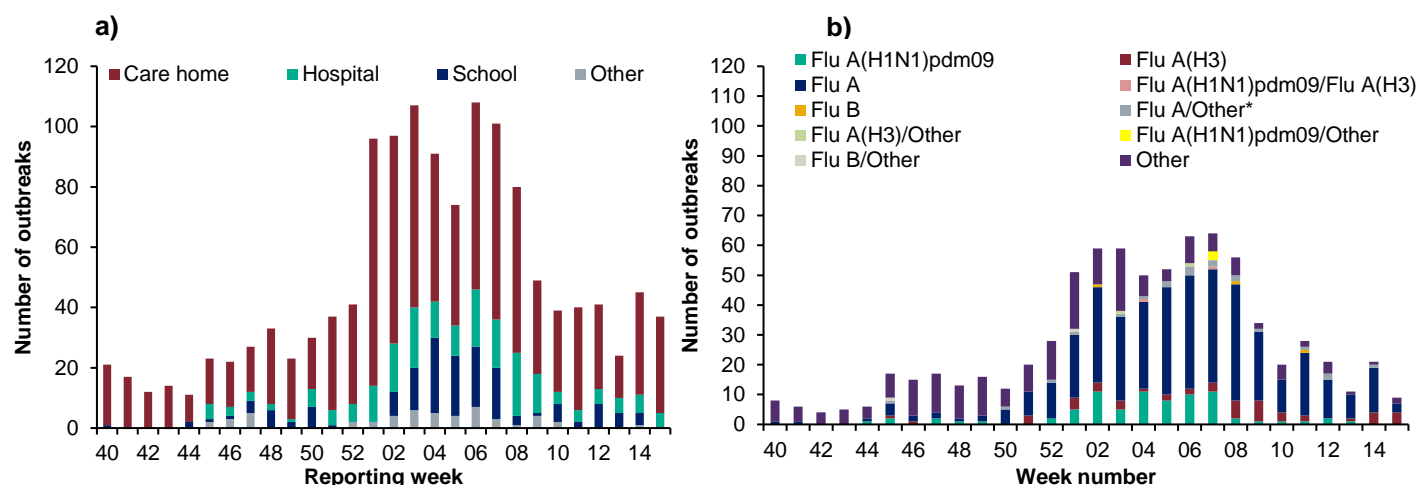 a)
Care home Hospital School Other
120
100
80
60
40
20
0
Number of outbreaks
40 42 44 46 48 50 52 02 04 06 08 10 12 14
Reporting week
b)
Flu A(H1N1)pdm09 Flu A(H3)
Flu A Flu A(H1N1)pdm09/Flu A(H3)
Flu B Flu A/Other*
Flu A(H3)/Other Flu A(H1N1)pdm09/Other
Flu B/Other Other
120
110
100
90
80
70
60
50
40
30
20
10
0
Number of outbreaks
40 42 44 46 48 50 52 02 04 06 08 10 12 14
Week number